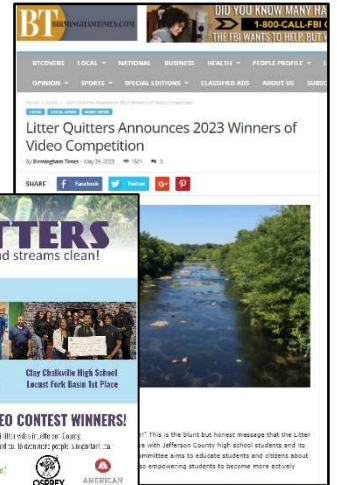 BT BIRMINGHAMTIMES.COM
DID YOU KNOW MANY HA
1-800-CALL-FBI
THE FBI WANTS TO HELP, BUT W
BTCOVERS LOCAL NATIONAL BUSINESS HEALTH PEOPLE PROFILE
OPINION SPORTS SPECIAL EDITIONS CLASSIFIED ADS ABOUT US SUBSC
Litter Quitters Announces 2023 Winners of
Video Competition
By Birmingham Times - May 24, 2023
SHARE Facebook Twitter G+
TTERS
d streams clean!
Clay Chalkville High School
Locust Fork Basin 1st Place
EO CONTEST WINNERS!
OSPREY
AMERICAN
" This is the blunt but honest message that the Litter
e with Jefferson County high school students and its
mmittee aims to educate students and citizens about
so empowering students to become more actively